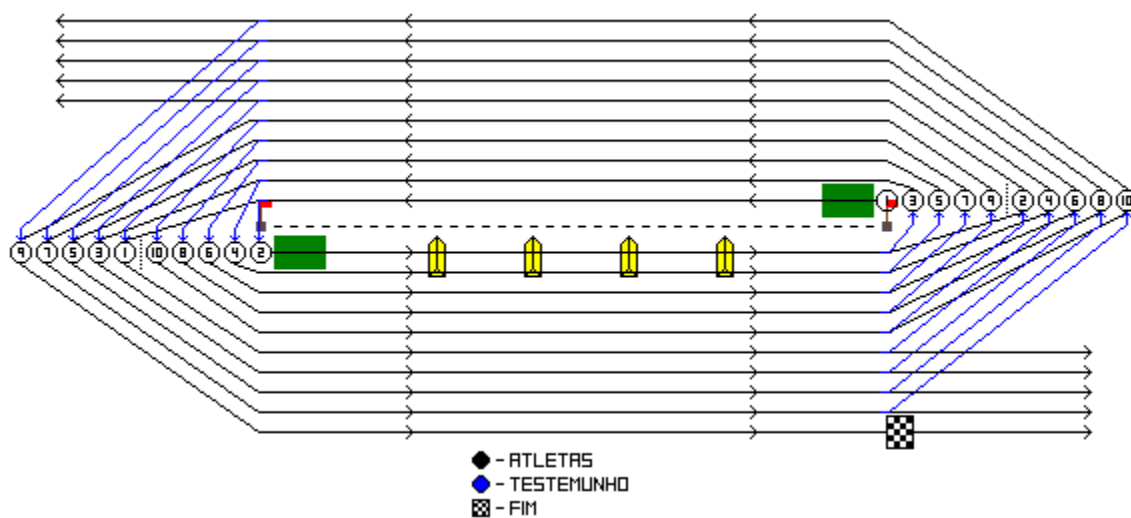 1 3 5 7 9 2 4 6 8 10
9 7 5 3 1 10 8 6 4 2
- ATLETAS
- TESTEMUNHO
- FIM